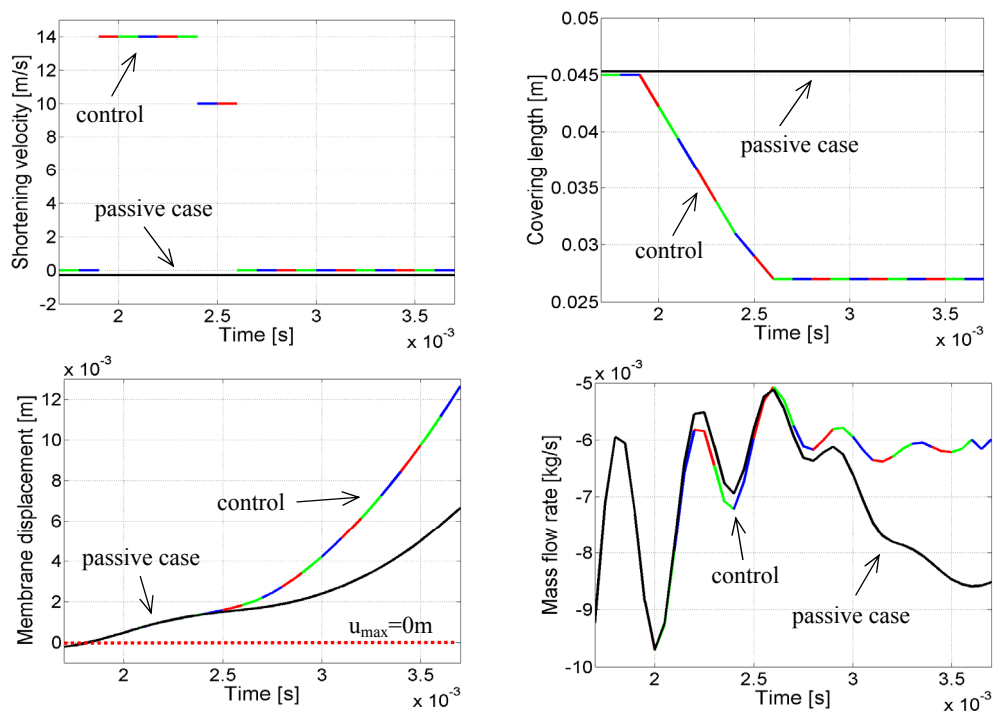 Shortening velocity [m/s]
14
12
10
8
6
4
2
0
-2
control
passive case
2
2.5
3
3.5
Time [s]
x 10⁻³
Covering length [m]
0.05
0.045
0.04
0.035
0.03
0.025
passive case
control
2
2.5
3
3.5
Time [s]
x 10⁻³
x 10⁻³
Membrane displacement [m]
12
10
8
6
4
2
0
control
passive case
uₘₐₓ=0m
2
2.5
3
3.5
Time [s]
x 10⁻³
x 10⁻³
Mass flow rate [kg/s]
-5
-6
-7
-8
-9
-10
control
passive case
2
2.5
3
3.5
Time [s]
x 10⁻³